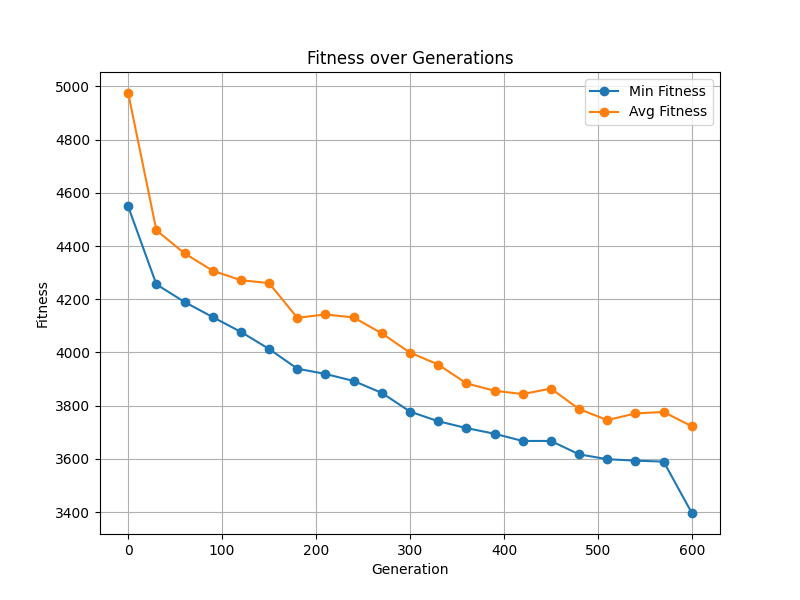 Fitness over Generations
Min Fitness
Avg Fitness
5000
4800
4600
4400
4200
4000
3800
3600
3400
Fitness
0 100 200 300 400 500 600
Generation